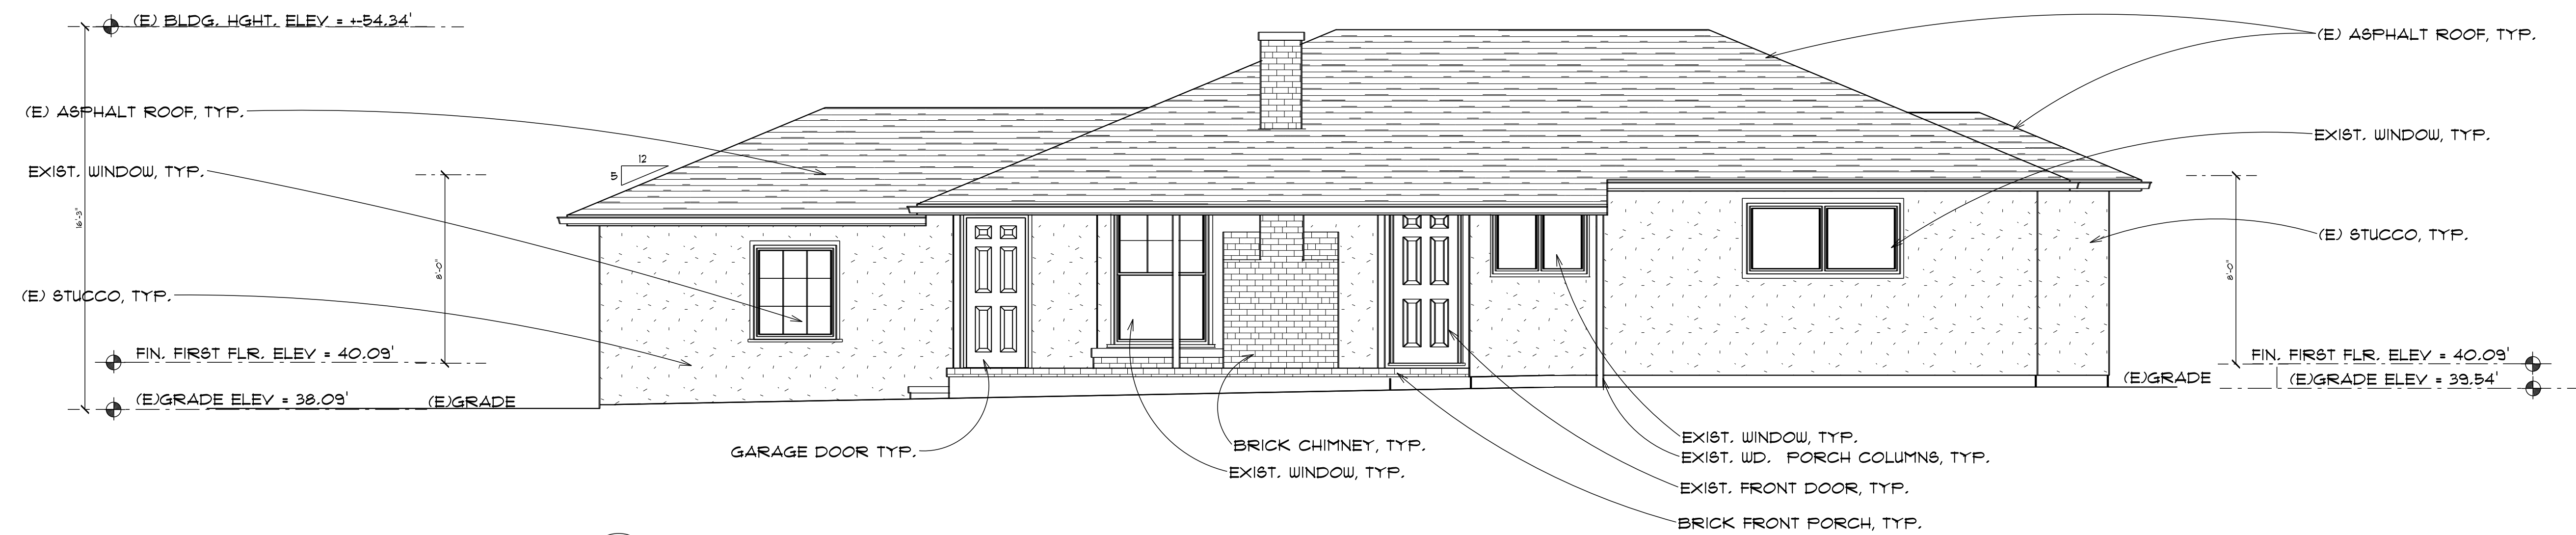 (E) BLDG. HGHT. ELEV = +-54.34'
(E) ASPHALT ROOF, TYP.
EXIST. WINDOW, TYP.
16'-3"
12
5
8'-0"
(E) STUCCO, TYP.
FIN. FIRST FLR. ELEV = 40.09'
(E)GRADE ELEV = 38.09'
(E)GRADE
GARAGE DOOR TYP.
BRICK CHIMNEY, TYP.
EXIST. WINDOW, TYP.
EXIST. WINDOW, TYP.
EXIST. WD. PORCH COLUMNS, TYP.
EXIST. FRONT DOOR, TYP.
BRICK FRONT PORCH, TYP.
(E) ASPHALT ROOF, TYP.
EXIST. WINDOW, TYP.
(E) STUCCO, TYP.
8'-0"
FIN. FIRST FLR. ELEV = 40.09'
(E)GRADE
(E)GRADE ELEV = 39.54'